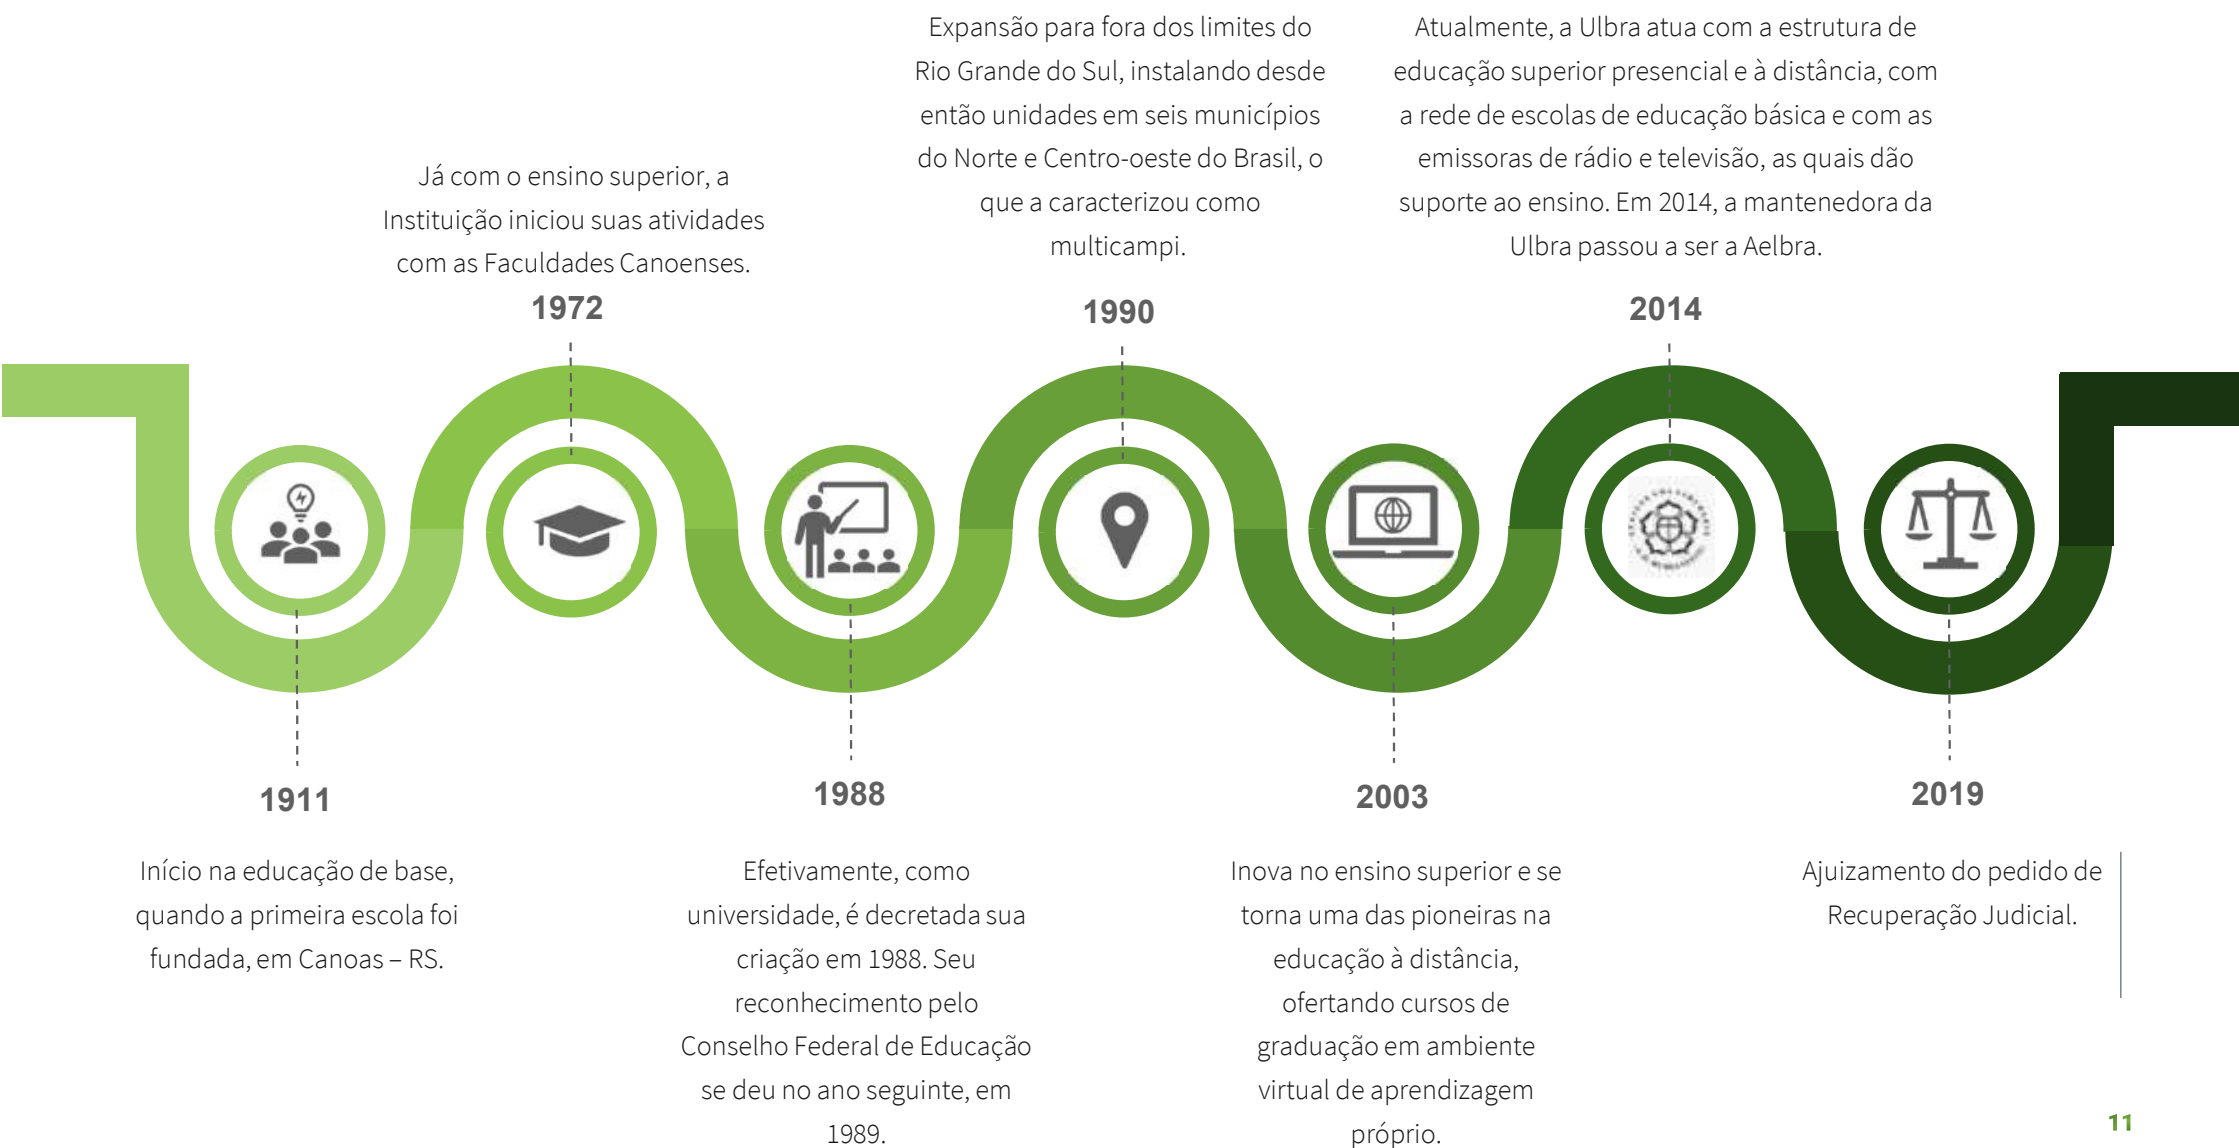 Já com o ensino superior, a
Instituição iniciou suas atividades
com as Faculdades Canoenses.
1972
Expansão para fora dos limites do
Rio Grande do Sul, instalando desde
então unidades em seis municípios
do Norte e Centro-oeste do Brasil, o
que a caracterizou como
multicampi.
1990
Atualmente, a Ulbra atua com a estrutura de
educação superior presencial e à distância, com
a rede de escolas de educação básica e com as
emissoras de rádio e televisão, as quais dão
suporte ao ensino. Em 2014, a mantenedora da
Ulbra passou a ser a Aelbra.
2014
1911
Início na educação de base,
quando a primeira escola foi
fundada, em Canoas – RS.
1988
Efetivamente, como
universidade, é decretada sua
criação em 1988. Seu
reconhecimento pelo
Conselho Federal de Educação
se deu no ano seguinte, em
1989.
2003
Inova no ensino superior e se
torna uma das pioneiras na
educação à distância,
ofertando cursos de
graduação em ambiente
virtual de aprendizagem
próprio.
2019
Ajuizamento do pedido de
Recuperação Judicial.
11